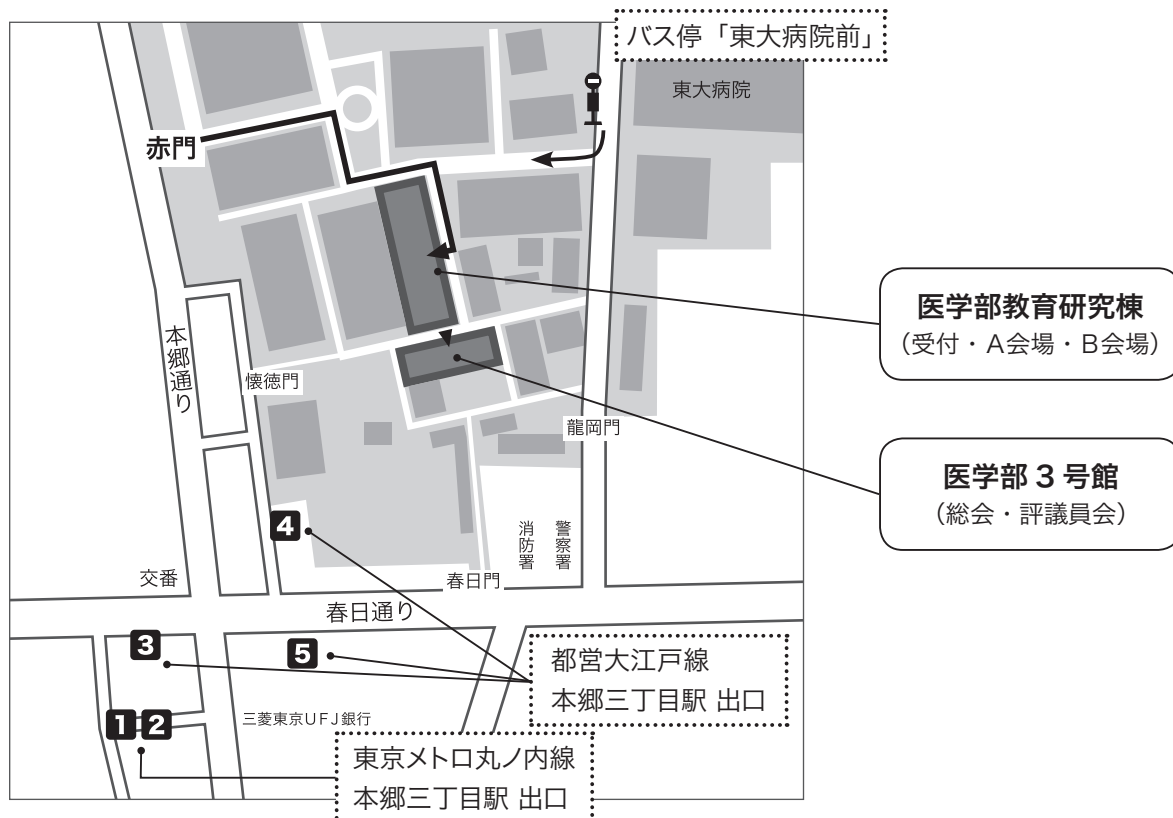 バス停「東大病院前」
東大病院
赤門
医学部教育研究棟
（受付・A会場・B会場）
本郷通り
懐徳門
龍岡門
医学部３号館
（総会・評議員会）
4
消防署
警察署
交番
春日門
春日通り
3
5
都営大江戸線
本郷三丁目駅 出口
1 2
三菱東京UFJ銀行
東京メトロ丸ノ内線
本郷三丁目駅 出口